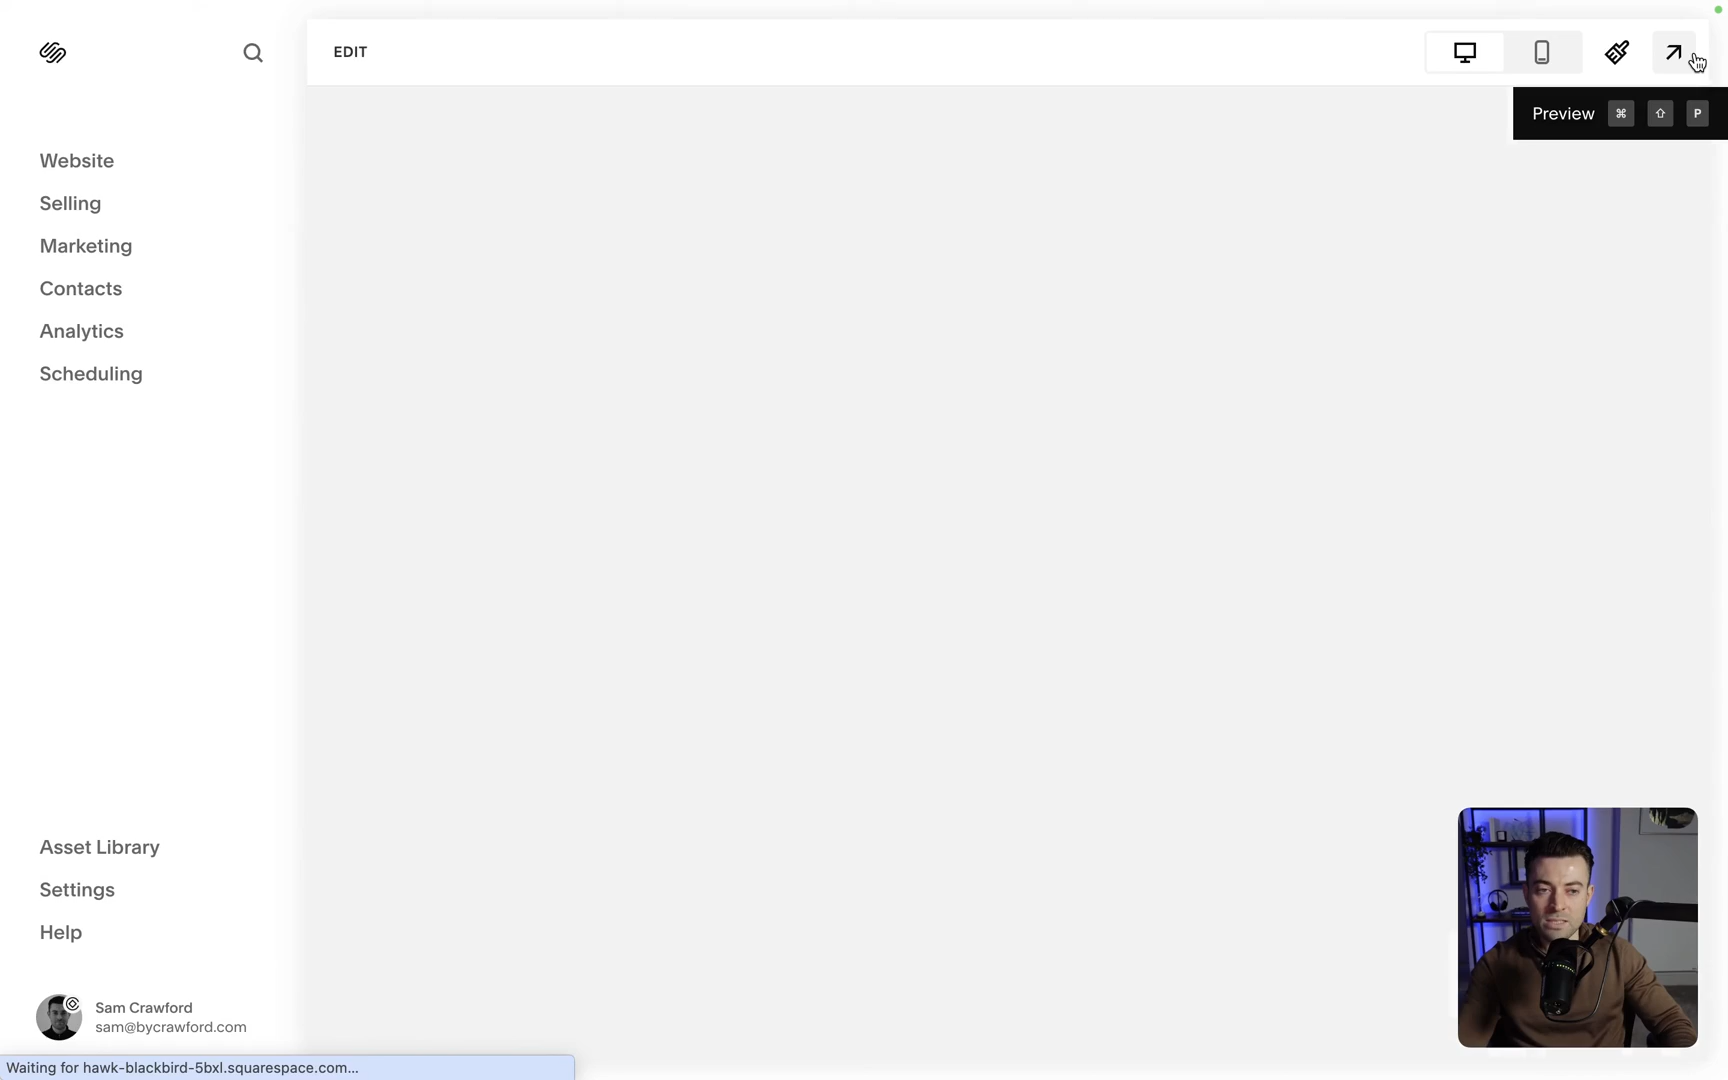 EDIT
Preview ⌘ ⇧ P
Website
Selling
Marketing
Contacts
Analytics
Scheduling
Asset Library
Settings
Help
Sam Crawford
sam@bycrawford.com
Waiting for hawk-blackbird-5bxl.squarespace.com...